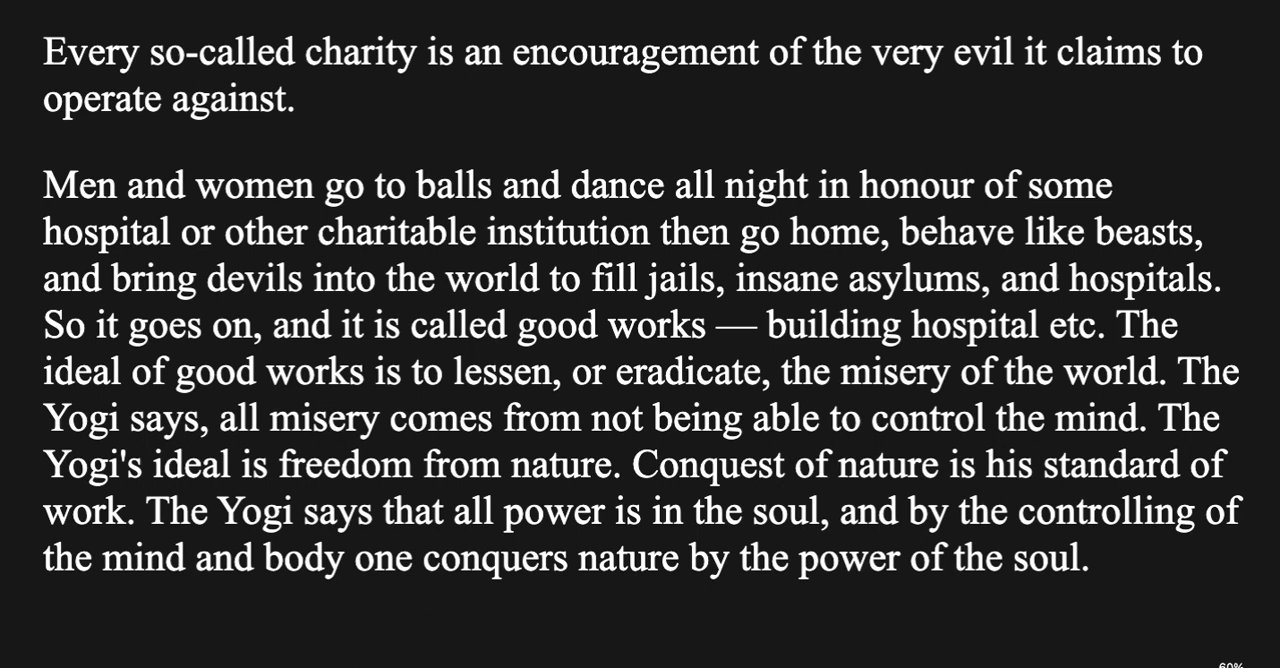 Every so-called charity is an encouragement of the very evil it claims to
operate against.
Men and women go to balls and dance all night in honour of some
hospital or other charitable institution then go home, behave like beasts,
and bring devils into the world to fill jails, insane asylums, and hospitals.
So it goes on, and it is called good works — building hospital etc. The
ideal of good works is to lessen, or eradicate, the misery of the world. The
Yogi says, all misery comes from not being able to control the mind. The
Yogi's ideal is freedom from nature. Conquest of nature is his standard of
work. The Yogi says that all power is in the soul, and by the controlling of
the mind and body one conquers nature by the power of the soul.
60%